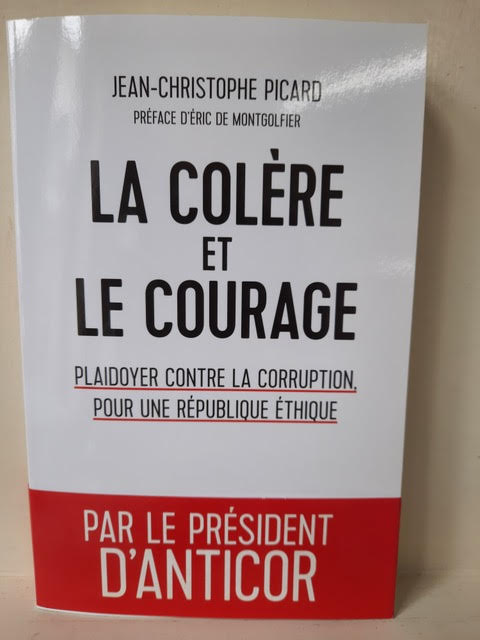 JEAN-CHRISTOPHE PICARD
PRÉFACE D'ÉRIC DE MONTGOLFIER
LA COLÈRE
ET
LE COURAGE
PLAIDOYER CONTRE LA CORRUPTION,
POUR UNE RÉPUBLIQUE ÉTHIQUE
PAR LE PRÉSIDENT
D'ANTICOR